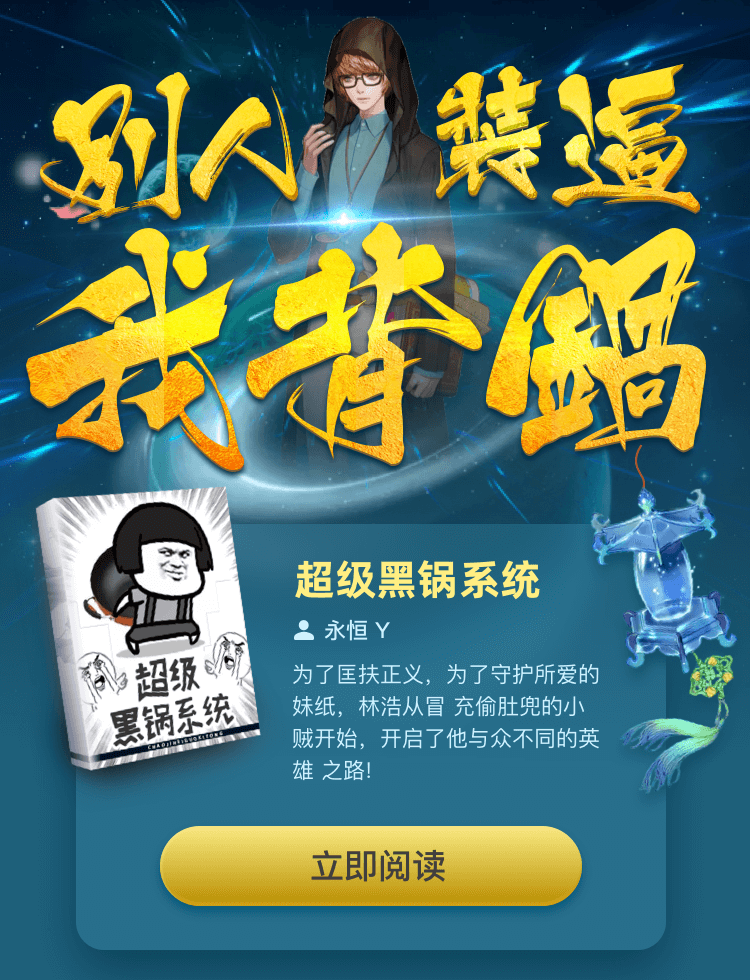 别人装逼
我背鍋
超级黑锅系统
永恒 Y
为了匡扶正义，为了守护所爱的
妹纸，林浩从冒 充偷肚兜的小
贼开始，开启了他与众不同的英
雄 之路!
超级
黑锅系统
CHAOJIHEIGUOXITONG
立即阅读